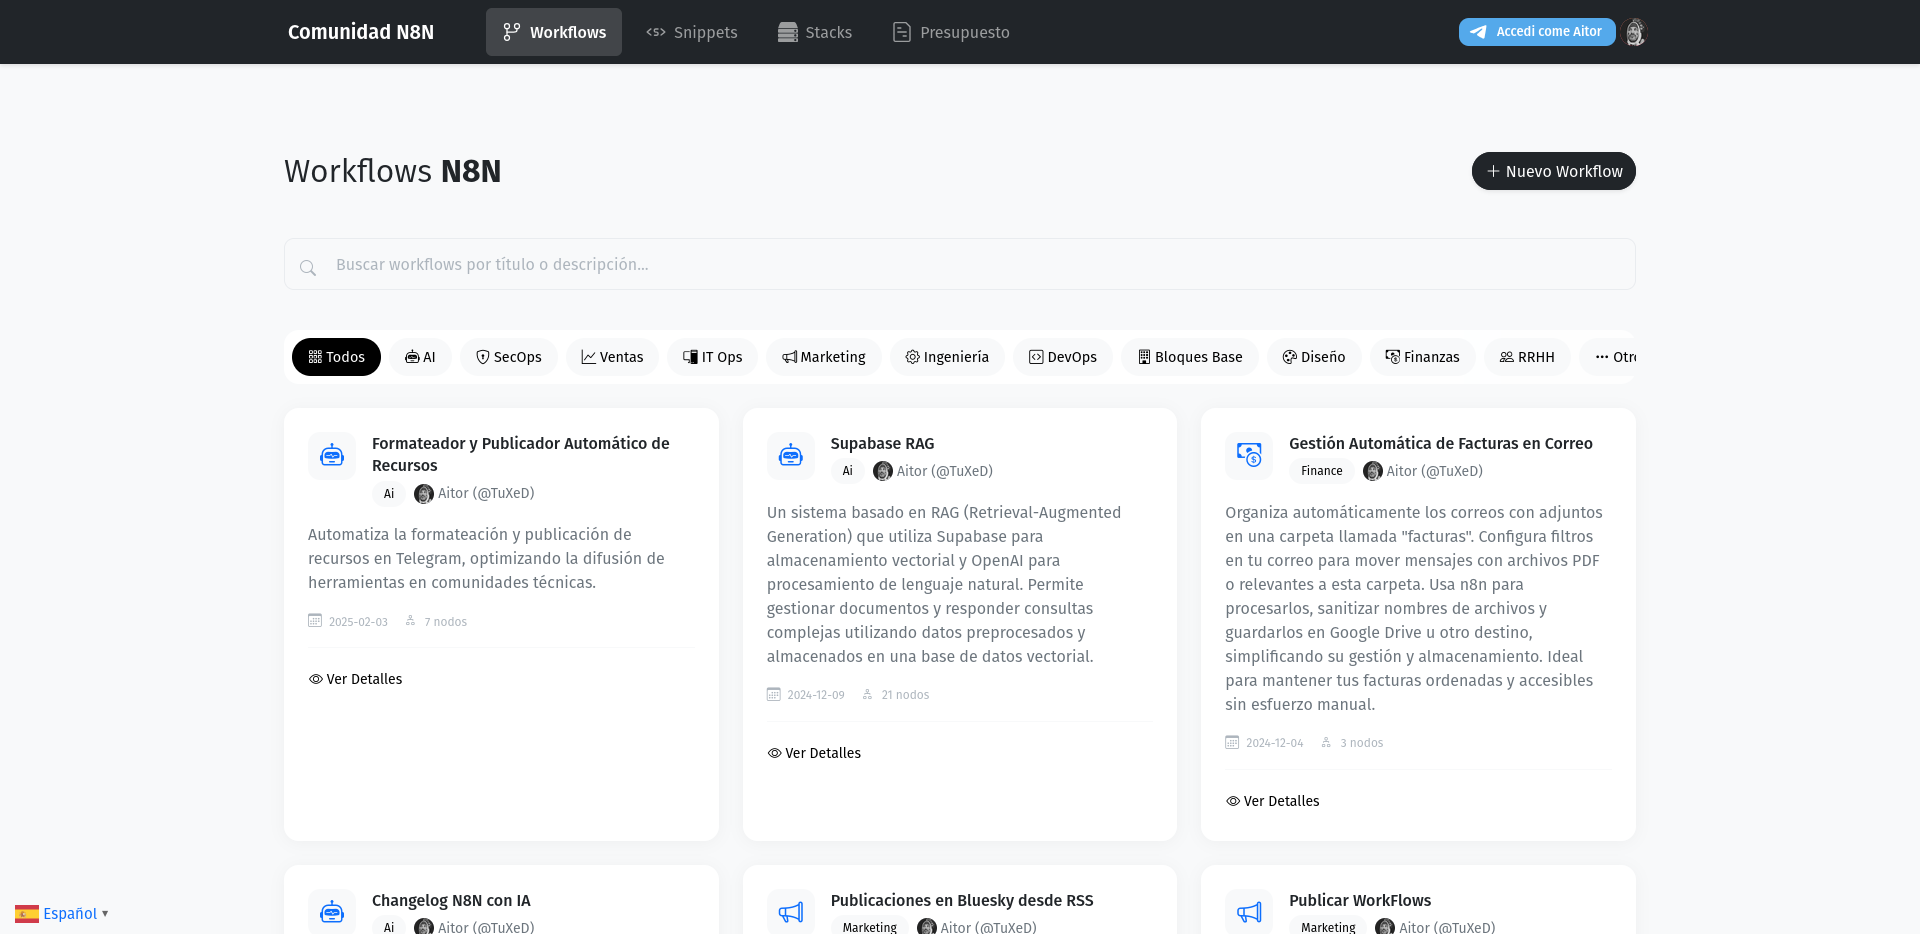 Comunidad N8N
Workflows
Snippets
Stacks
Presupuesto
Accedi come Aitor
Workflows N8N
Nuevo Workflow
Buscar workflows por título o descripción...
Todos
AI
SecOps
Ventas
IT Ops
Marketing
Ingeniería
DevOps
Bloques Base
Diseño
Finanzas
RRHH
Formateador y Publicador Automático de
Recursos
Ai
Aitor (@TuXeD)
Automatiza la formateación y publicación de
recursos en Telegram, optimizando la difusión de
herramientas en comunidades técnicas.
2025-02-03
7 nodos
Ver Detalles
Supabase RAG
Ai
Aitor (@TuXeD)
Un sistema basado en RAG (Retrieval-Augmented
Generation) que utiliza Supabase para
almacenamiento vectorial y OpenAI para
procesamiento de lenguaje natural. Permite
gestionar documentos y responder consultas
complejas utilizando datos preprocesados y
almacenados en una base de datos vectorial.
2024-12-09
21 nodos
Ver Detalles
Gestión Automática de Facturas en Correo
Finance
Aitor (@TuXeD)
Organiza automáticamente los correos con adjuntos
en una carpeta llamada "facturas". Configura filtros
en tu correo para mover mensajes con archivos PDF
o relevantes a esta carpeta. Usa n8n para
procesarlos, sanitizar nombres de archivos y
guardarlos en Google Drive u otro destino,
simplificando su gestión y almacenamiento. Ideal
para mantener tus facturas ordenadas y accesibles
sin esfuerzo manual.
2024-12-04
3 nodos
Ver Detalles
Changelog N8N con IA
Ai
Aitor (@TuXeD)
Publicaciones en Bluesky desde RSS
Marketing
Aitor (@TuXeD)
Publicar WorkFlows
Marketing
Aitor (@TuXeD)
Español